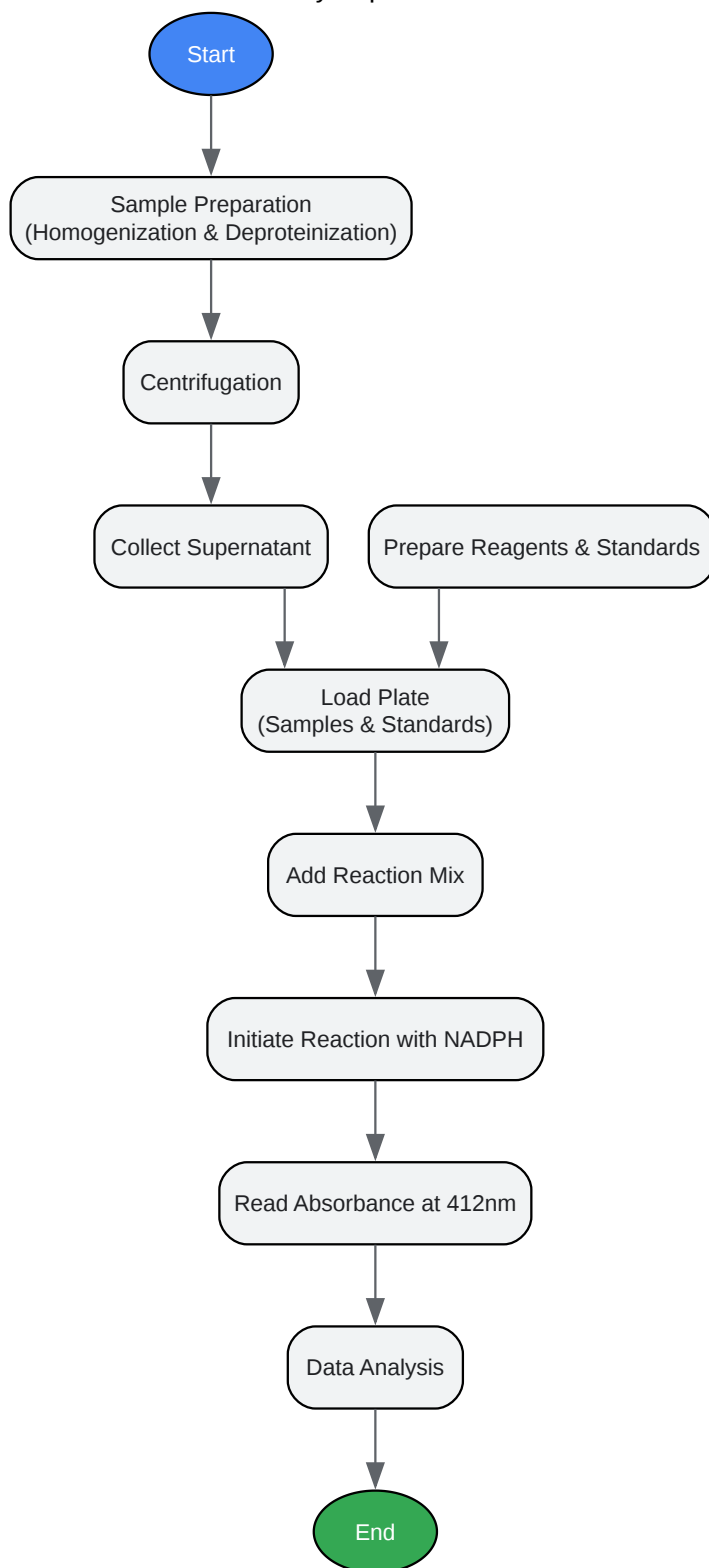 Start
Sample Preparation
(Homogenization & Deproteinization)
Centrifugation
Collect Supernatant
Prepare Reagents & Standards
Load Plate
(Samples & Standards)
Add Reaction Mix
Initiate Reaction with NADPH
Read Absorbance at 412nm
Data Analysis
End